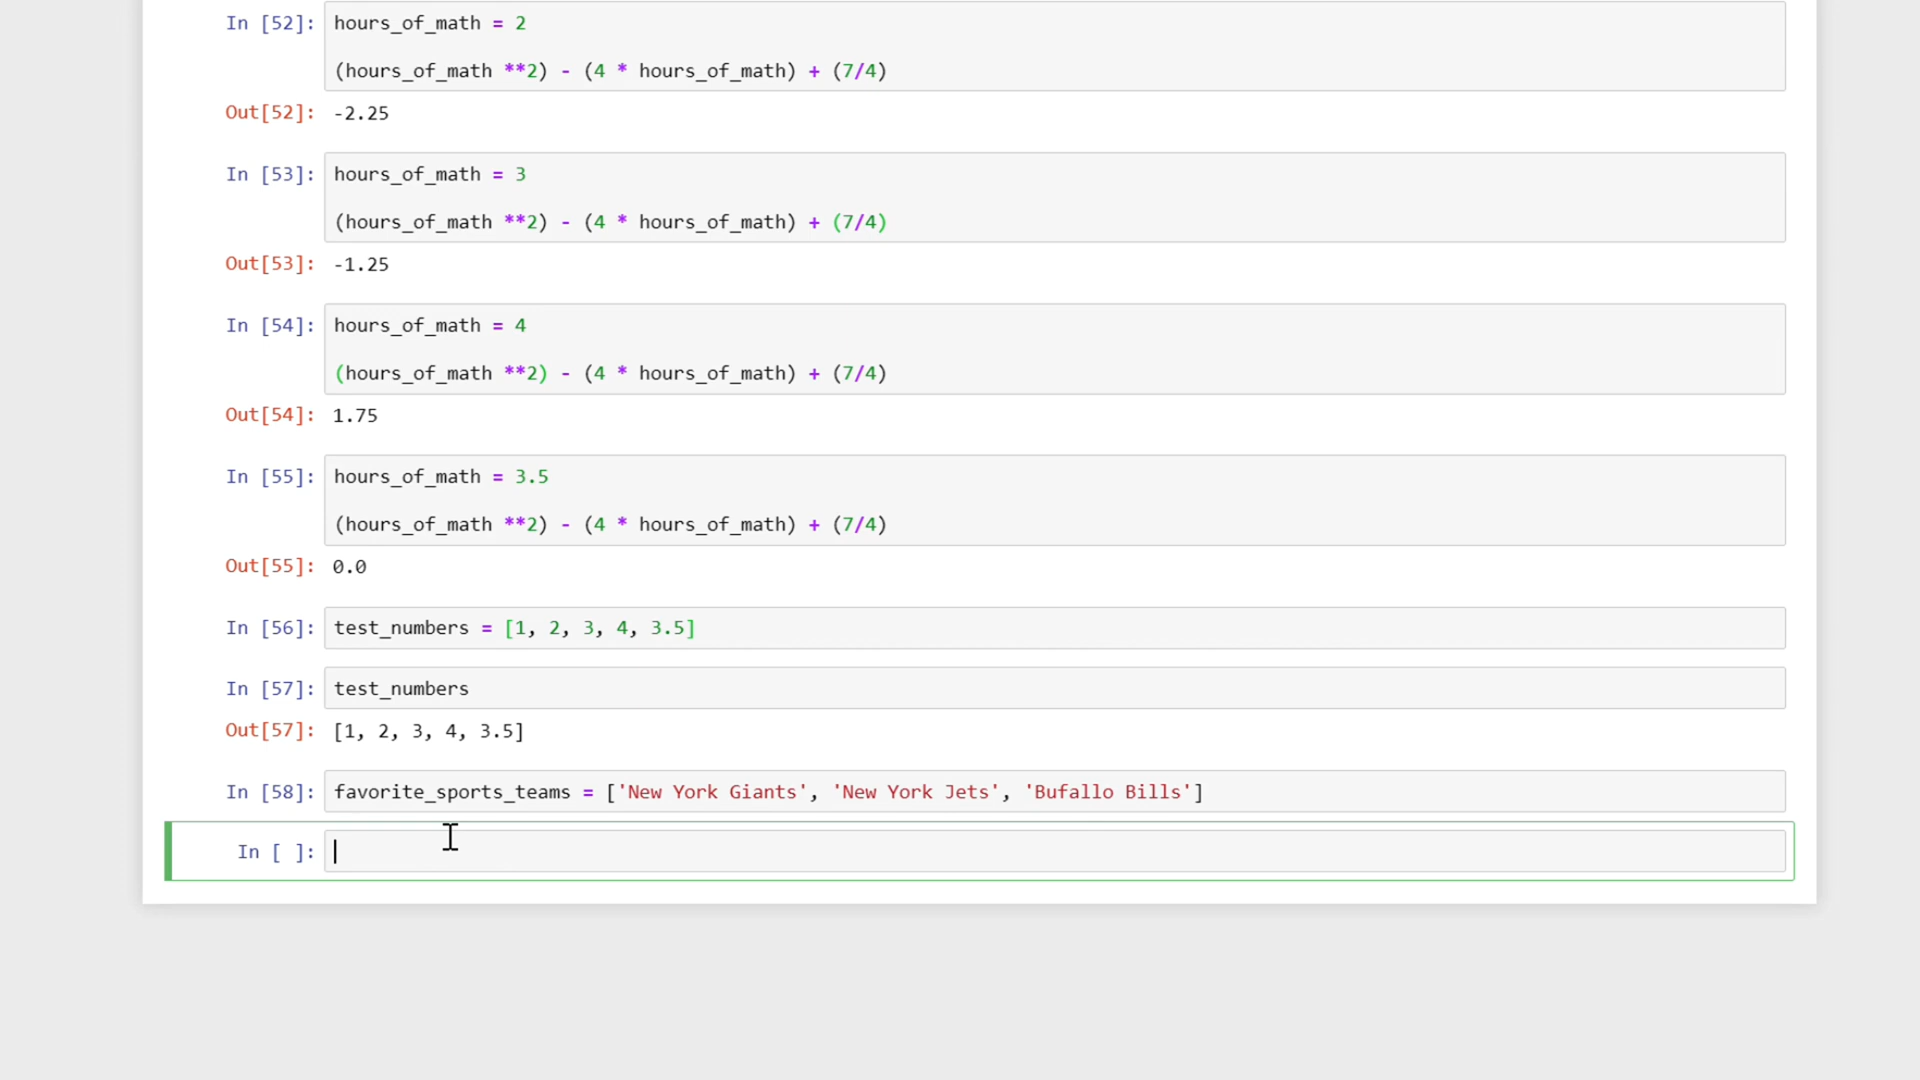 In [52]: hours_of_math = 2
(hours_of_math **2) - (4 * hours_of_math) + (7/4)
Out[52]: -2.25
In [53]: hours_of_math = 3
(hours_of_math **2) - (4 * hours_of_math) + (7/4)
Out[53]: -1.25
In [54]: hours_of_math = 4
(hours_of_math **2) - (4 * hours_of_math) + (7/4)
Out[54]: 1.75
In [55]: hours_of_math = 3.5
(hours_of_math **2) - (4 * hours_of_math) + (7/4)
Out[55]: 0.0
In [56]: test_numbers = [1, 2, 3, 4, 3.5]
In [57]: test_numbers
Out[57]: [1, 2, 3, 4, 3.5]
In [58]: favorite_sports_teams = ['New York Giants', 'New York Jets', 'Bufallo Bills']
In [ ]: